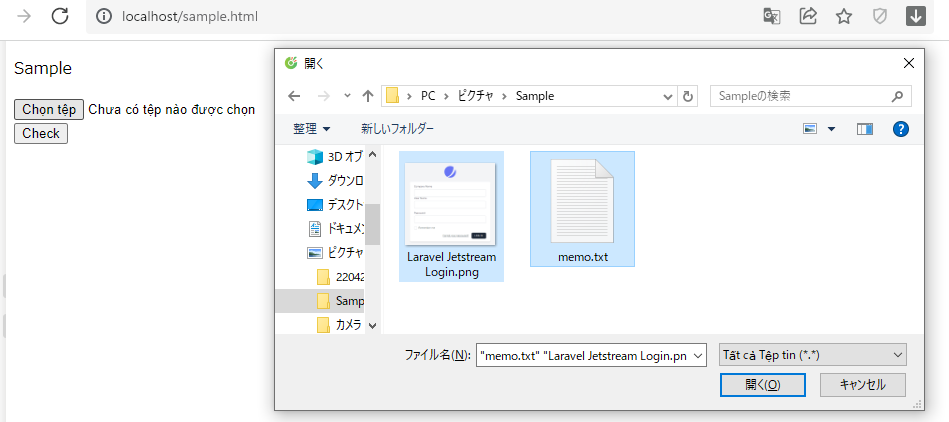 localhost/sample.html
Sample
Chọn tệp Chưa có tệp nào được chọn
Check
開く
PC ピクチャ Sample
Sampleの検索
整理 新しいフォルダー
3D オブ
ダウンロ
デスクト
ドキュメン
ピクチャ
22042
Samp
カメラ
Laravel Jetstream
Login.png
memo.txt
ファイル名(N): "memo.txt" "Laravel Jetstream Login.pn
Tất cả Tệp tin (*.*)
開く(O) キャンセル